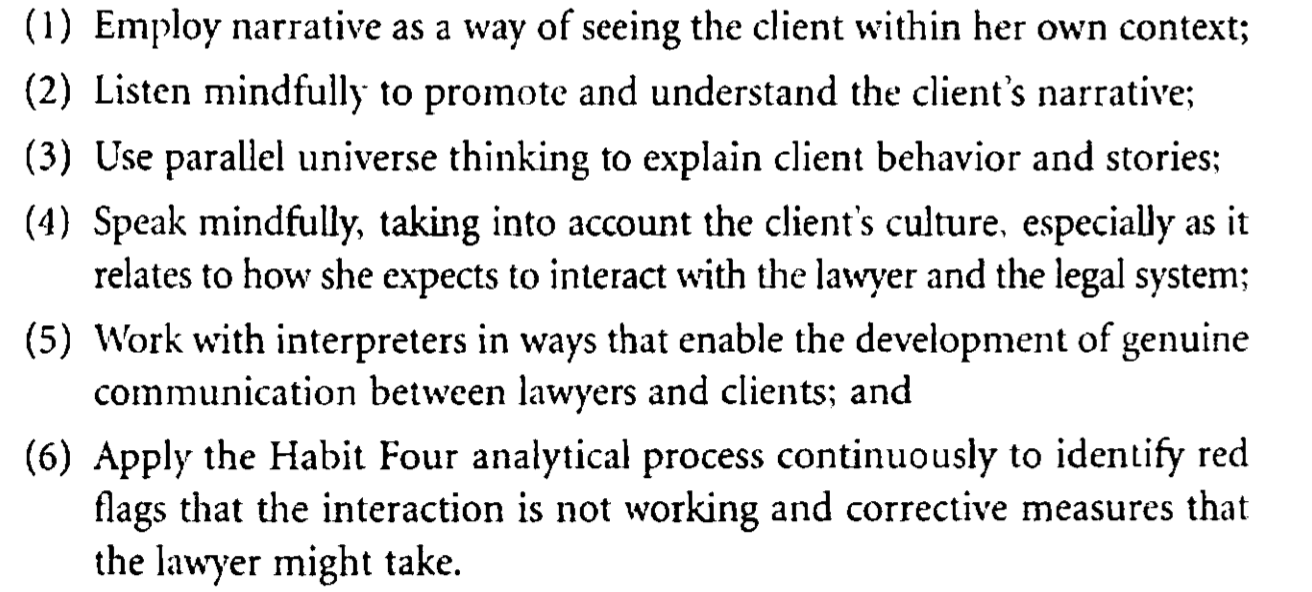 (1) Employ narrative as a way of seeing the client within her own context;
(2) Listen mindfully to promote and understand the client's narrative;
(3) Use parallel universe thinking to explain client behavior and stories;
(4) Speak mindfully, taking into account the client's culture, especially as it
relates to how she expects to interact with the lawyer and the legal system;
(5) Work with interpreters in ways that enable the development of genuine
communication between lawyers and clients; and
(6) Apply the Habit Four analytical process continuously to identify red
flags that the interaction is not working and corrective measures that
the lawyer might take.